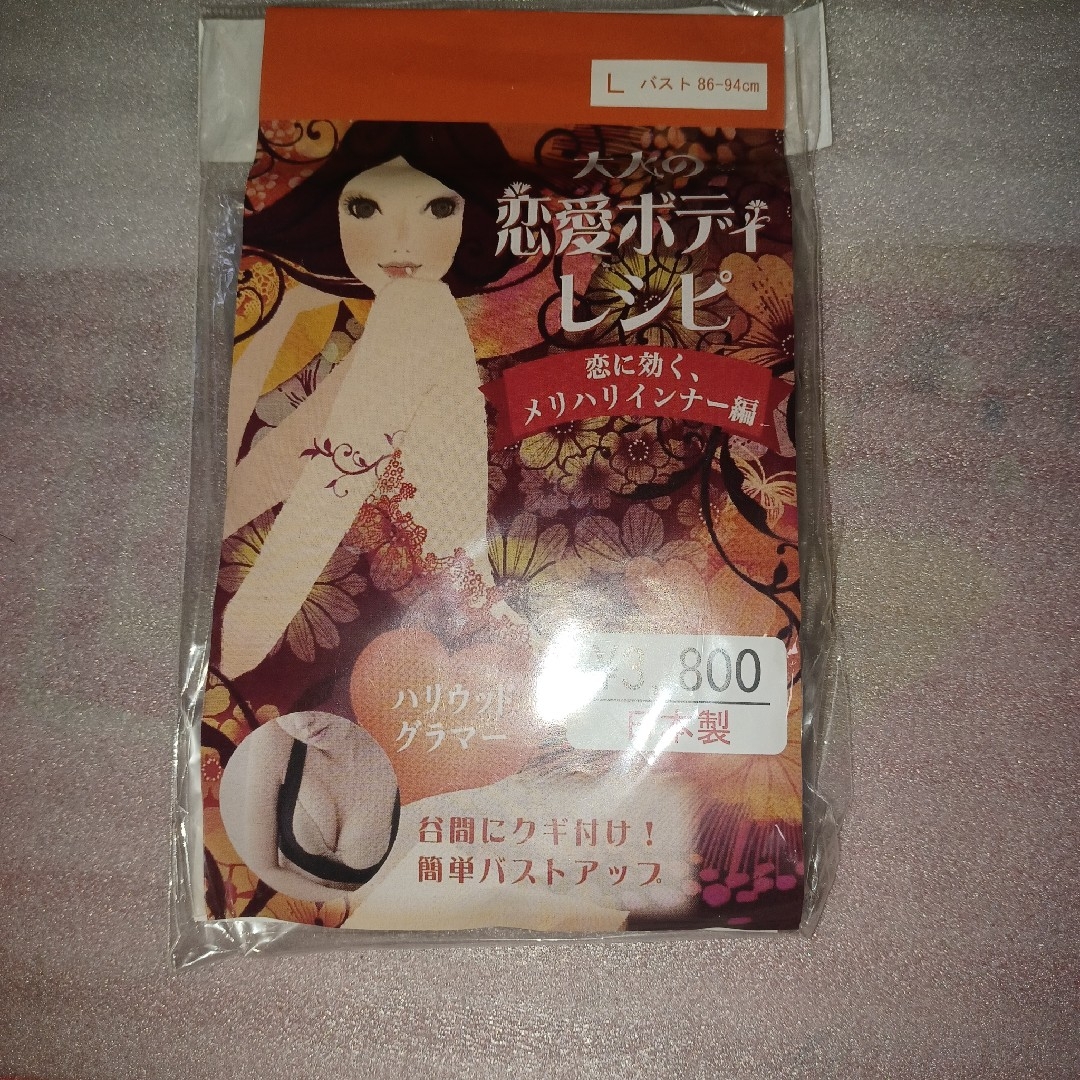 L バスト 86-94cm
大人の
恋愛ボディ
レシピ
恋に効く、
メリハリインナー編
¥3,800
日本製
ハリウッド
グラマー
谷間にクギ付け！
簡単バストアップ